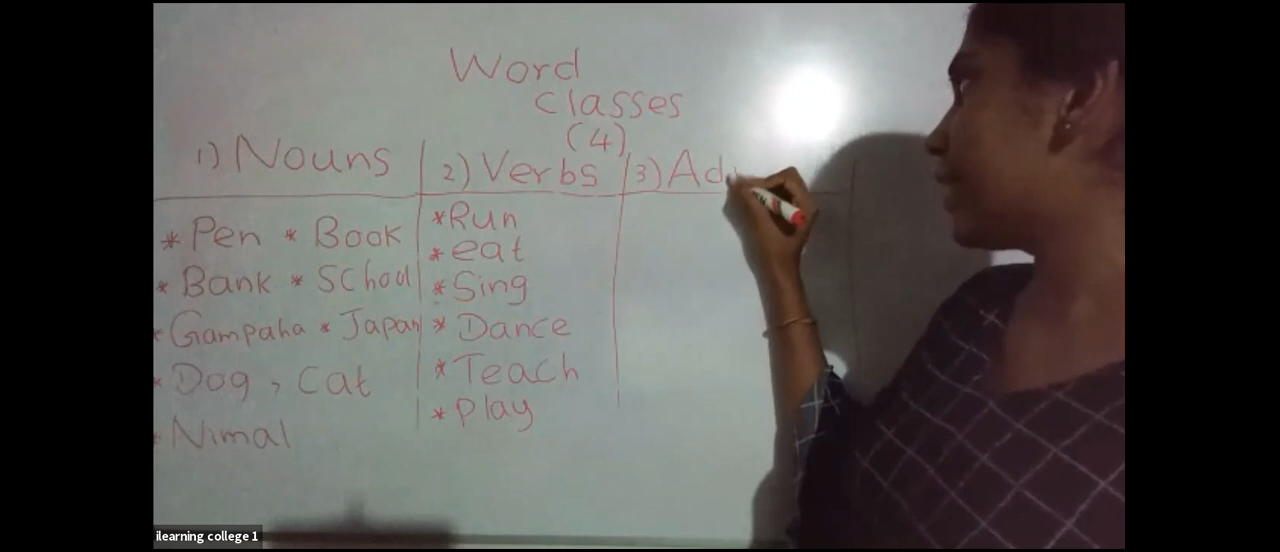 Word
Classes
(4)
1) Nouns
* Pen * Book
* Bank * School
* Gampaha * Japan
* Dog, Cat
* Nimal
2) Verbs
* Run
* eat
* Sing
* Dance
* Teach
* Play
3) Ad
ilearning college 1